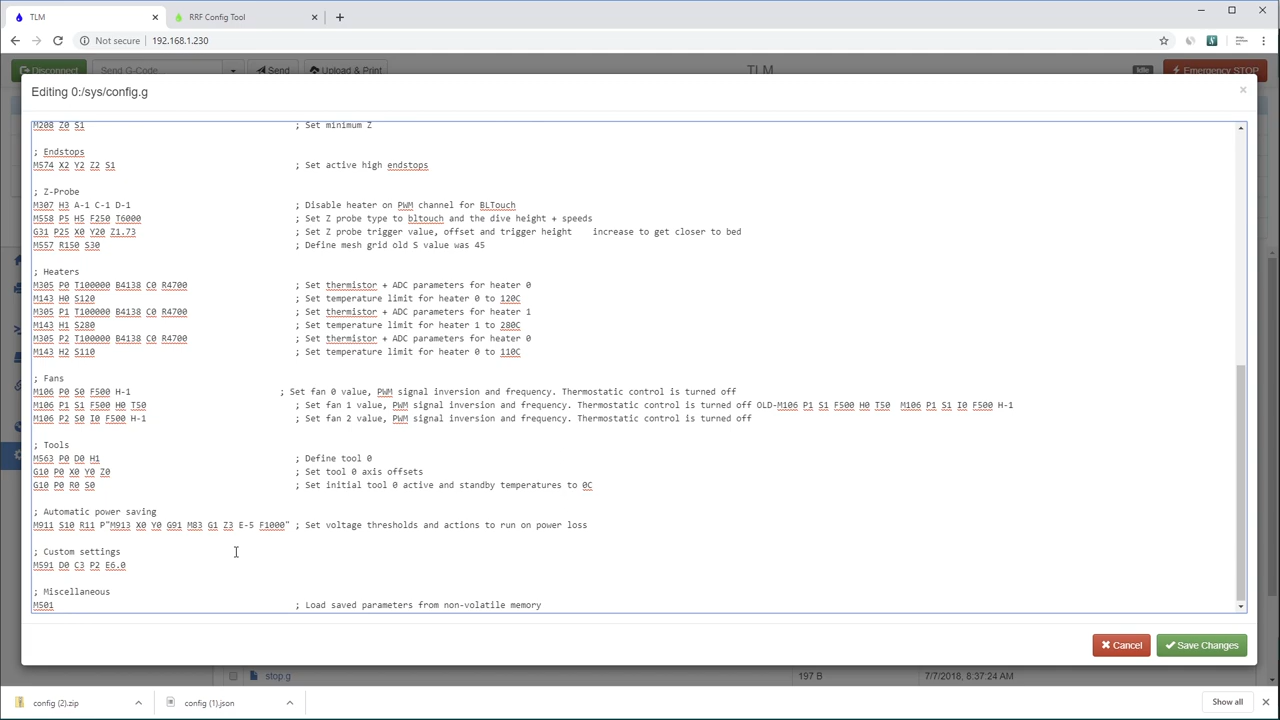 TLM
RRF Config Tool
Not secure | 192.168.1.230
Disconnect Send G-Code... Send Upload & Print TLM Idle Emergency STOP
Editing 0:/sys/config.g
M208 Z0 S1 ; Set minimum Z
; Endstops
M574 X2 Y2 Z2 S1 ; Set active high endstops
; Z-Probe
M307 H3 A-1 C-1 D-1 ; Disable heater on PWM channel for BLTouch
M558 P5 H5 F250 T6000 ; Set Z probe type to bltouch and the dive height + speeds
G31 P25 X0 Y20 Z1.73 ; Set Z probe trigger value, offset and trigger height increase to get closer to bed
M557 R150 S30 ; Define mesh grid old S value was 45
; Heaters
M305 P0 T100000 B4138 C0 R4700 ; Set thermistor + ADC parameters for heater 0
M143 H0 S120 ; Set temperature limit for heater 0 to 120C
M305 P1 T100000 B4138 C0 R4700 ; Set thermistor + ADC parameters for heater 1
M143 H1 S280 ; Set temperature limit for heater 1 to 280C
M305 P2 T100000 B4138 C0 R4700 ; Set thermistor + ADC parameters for heater 0
M143 H2 S110 ; Set temperature limit for heater 0 to 110C
; Fans
M106 P0 S0 F500 H-1 ; Set fan 0 value, PWM signal inversion and frequency. Thermostatic control is turned off
M106 P1 S1 F500 H0 T50 ; Set fan 1 value, PWM signal inversion and frequency. Thermostatic control is turned off OLD-M106 P1 S1 F500 H0 T50 M106 P1 S1 I0 F500 H-1
M106 P2 S0 I0 F500 H-1 ; Set fan 2 value, PWM signal inversion and frequency. Thermostatic control is turned off
; Tools
M563 P0 D0 H1 ; Define tool 0
G10 P0 X0 Y0 Z0 ; Set tool 0 axis offsets
G10 P0 R0 S0 ; Set initial tool 0 active and standby temperatures to 0C
; Automatic power saving
M911 S10 R11 P"M913 X0 Y0 G91 M83 G1 Z3 E-5 F1000" ; Set voltage thresholds and actions to run on power loss
; Custom settings
M591 D0 C3 P2 E6.0
; Miscellaneous
M501 ; Load saved parameters from non-volatile memory
Cancel Save Changes
stop.g 197 B 7/7/2018, 8:37:24 AM
config (2).zip config (1).json Show all